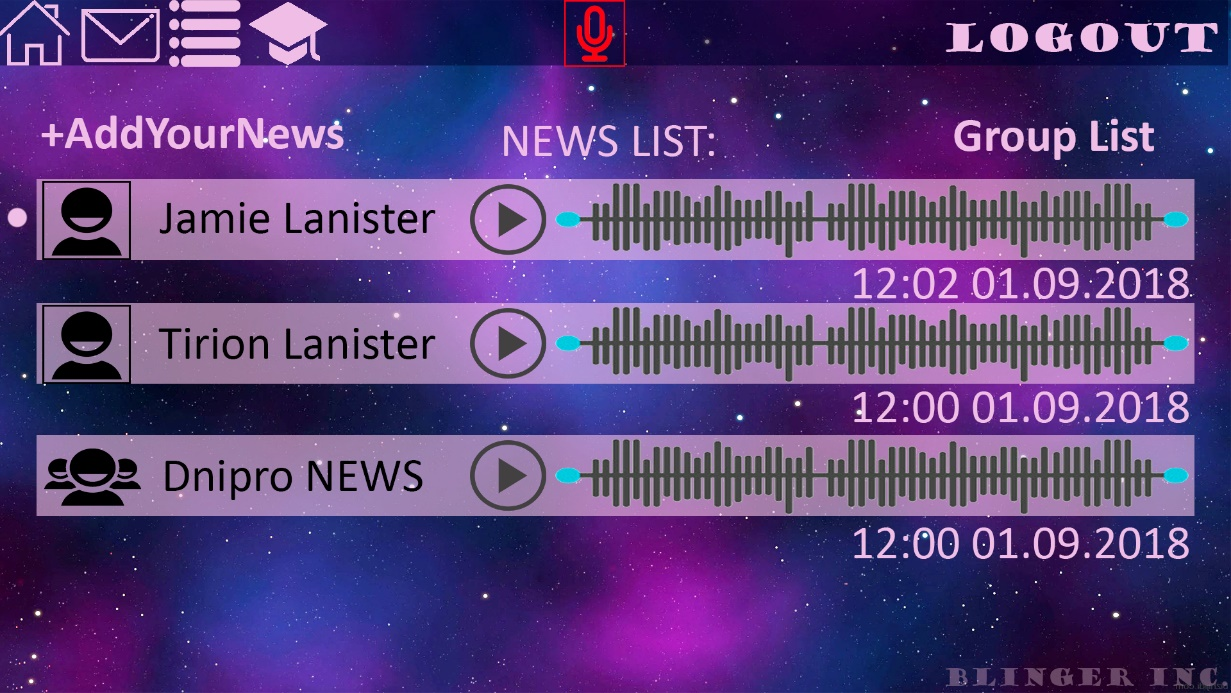 LOGOUT
+AddYourNews
NEWS LIST:
Group List
Jamie Lanister
12:02 01.09.2018
Tirion Lanister
12:00 01.09.2018
Dnipro NEWS
12:00 01.09.2018
BLINGER INC